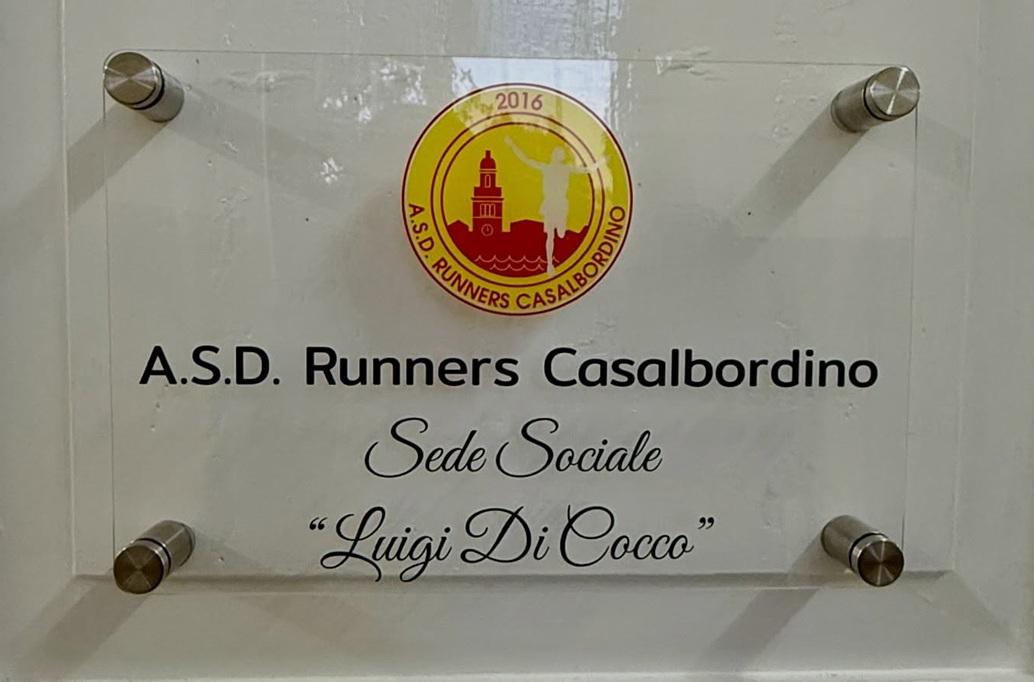 2016
A.S.D. RUNNERS CASALBORDINO
A.S.D. Runners Casalbordino
Sede Sociale
“Luigi Di Cocco”